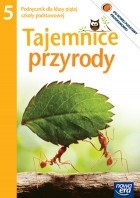 5
Podręcznik dla klasy piątej
szkoły podstawowej
Tajemnice
przyrody
nowa
era